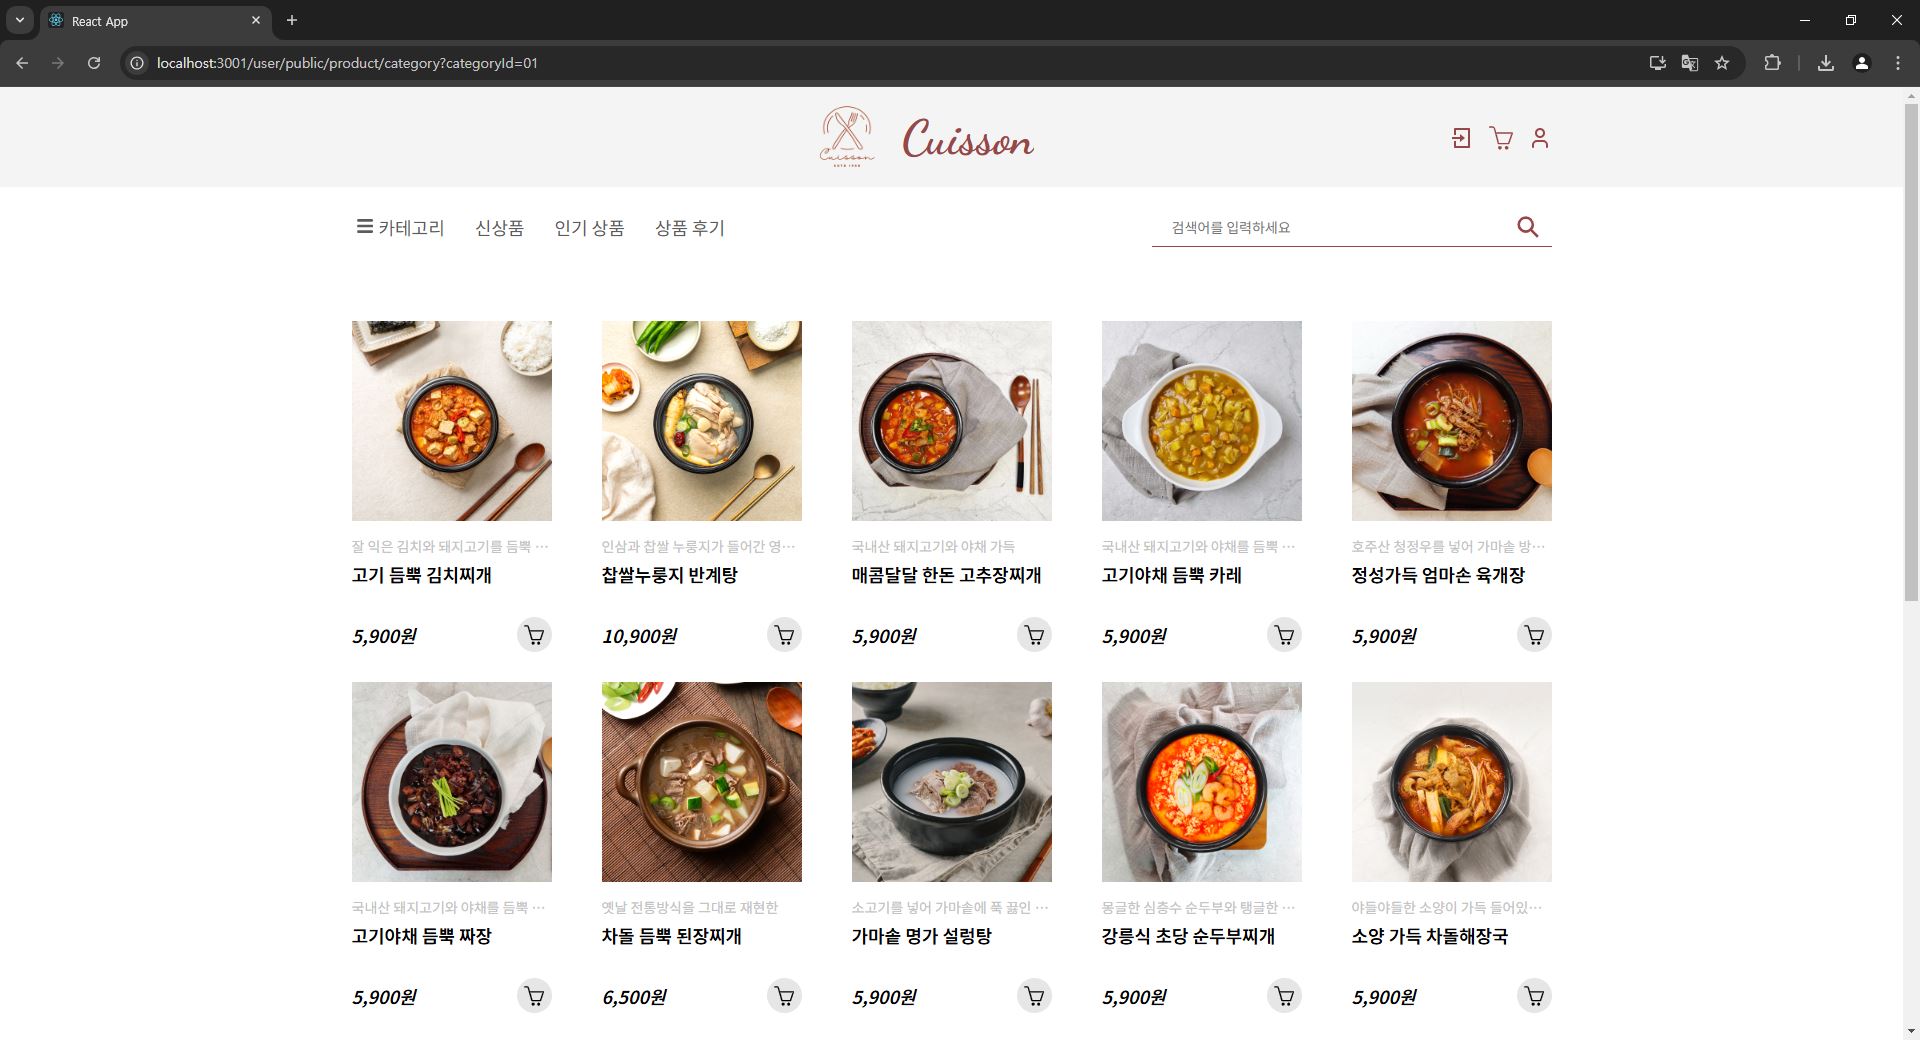 React App
localhost:3001/user/public/product/category?categoryId=01
Cuisson
Cuisson
카테고리 신상품 인기 상품 상품 후기
검색어를 입력하세요
잘 익은 김치와 돼지고기를 듬뿍 ···
고기 듬뿍 김치찌개
5,900원
인삼과 찹쌀 누룽지가 들어간 영···
찹쌀누룽지 반계탕
10,900원
국내산 돼지고기와 야채 가득
매콤달달 한돈 고추장찌개
5,900원
국내산 돼지고기와 야채를 듬뿍 ···
고기야채 듬뿍 카레
5,900원
호주산 청정우를 넣어 가마솥 방···
정성가득 엄마손 육개장
5,900원
국내산 돼지고기와 야채를 듬뿍 ···
고기야채 듬뿍 짜장
5,900원
옛날 전통방식을 그대로 재현한
차돌 듬뿍 된장찌개
6,500원
소고기를 넣어 가마솥에 푹 끓인 ···
가마솥 명가 설렁탕
5,900원
몽글한 심층수 순두부와 탱글한 ···
강릉식 초당 순두부찌개
5,900원
야들야들한 소양이 가득 들어있···
소양 가득 차돌해장국
5,900원